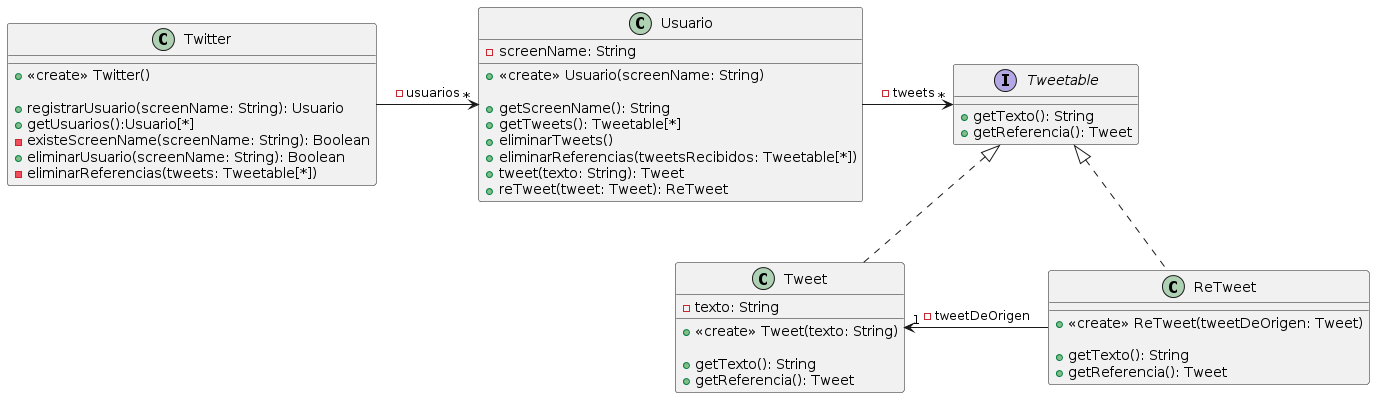 C Twitter
«create» Twitter()
registrarUsuario(screenName: String): Usuario
getUsuarios():Usuario[*]
existeScreenName(screenName: String): Boolean
eliminarUsuario(screenName: String): Boolean
eliminarReferencias(tweets: Tweetable[*])
usuarios *
C Usuario
screenName: String
«create» Usuario(screenName: String)
getScreenName(): String
getTweets(): Tweetable[*]
eliminarTweets()
eliminarReferencias(tweetsRecibidos: Tweetable[*])
tweet(texto: String): Tweet
reTweet(tweet: Tweet): ReTweet
tweets *
I Tweetable
getTexto(): String
getReferencia(): Tweet
C Tweet
texto: String
«create» Tweet(texto: String)
getTexto(): String
getReferencia(): Tweet
1 tweetDeOrigen
C ReTweet
«create» ReTweet(tweetDeOrigen: Tweet)
getTexto(): String
getReferencia(): Tweet